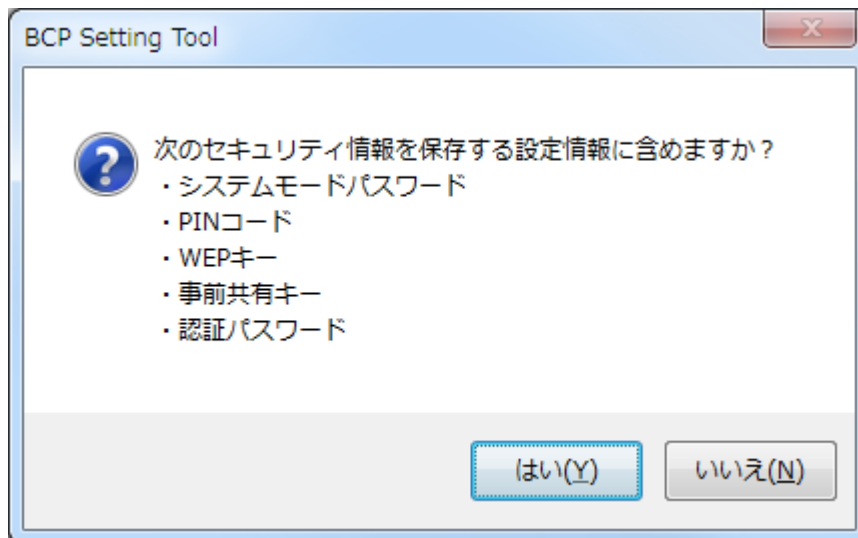 BCP Setting Tool
次のセキュリティ情報を保存する設定情報に含めますか？
・システムモードパスワード
・PINコード
・WEPキー
・事前共有キー
・認証パスワード
はい(Y) いいえ(N)